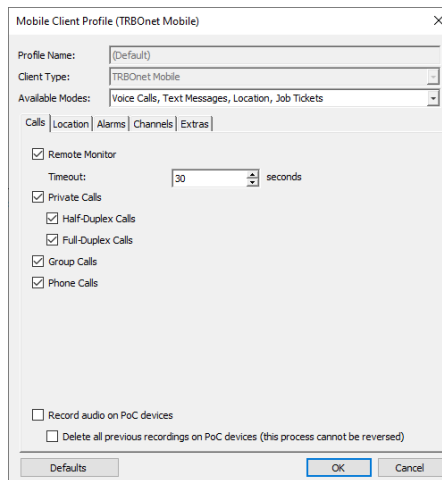 Mobile Client Profile (TRBOnet Mobile)
Profile Name: (Default)
Client Type: TRBOnet Mobile
Available Modes: Voice Calls, Text Messages, Location, Job Tickets
Calls Location Alarms Channels Extras
Remote Monitor
Timeout: 30 seconds
Private Calls
Half-Duplex Calls
Full-Duplex Calls
Group Calls
Phone Calls
Record audio on PoC devices
Delete all previous recordings on PoC devices (this process cannot be reversed)
Defaults OK Cancel